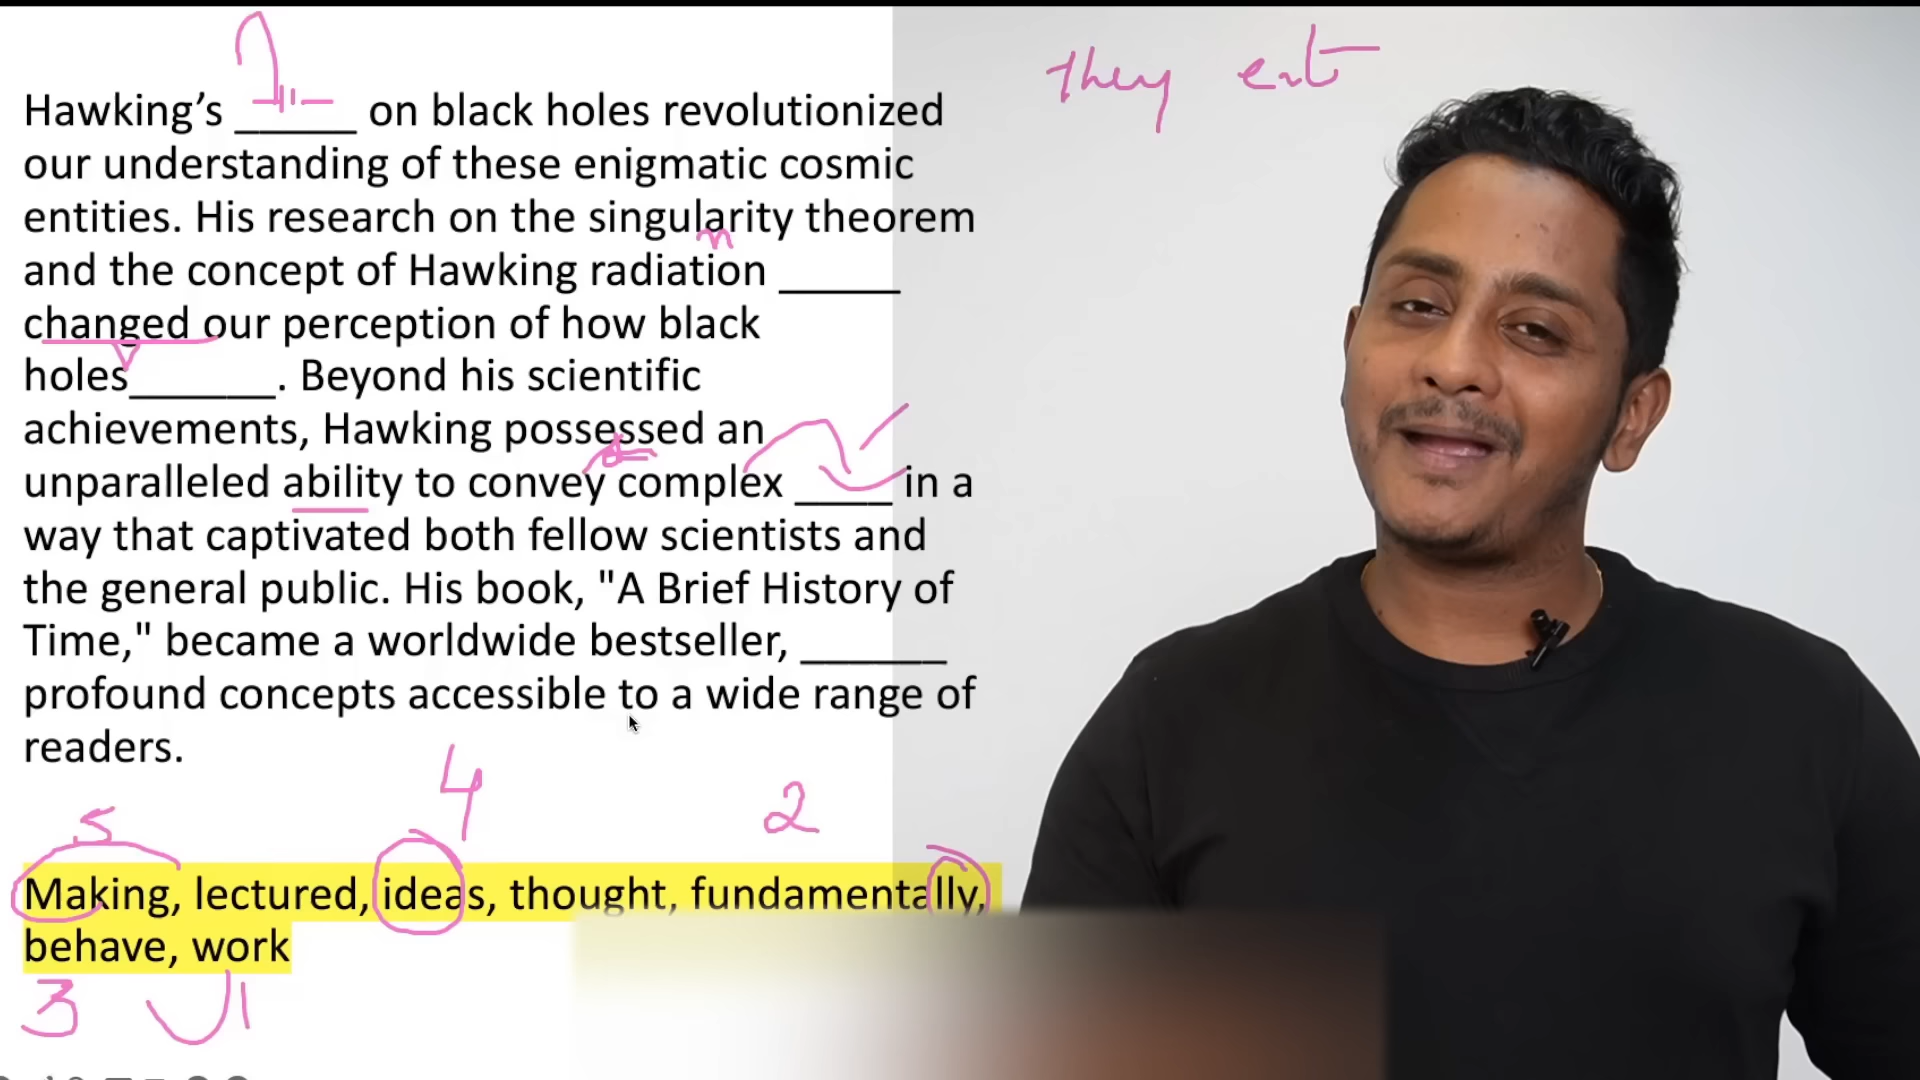 they eat
Hawking’s _____ on black holes revolutionized
our understanding of these enigmatic cosmic
entities. His research on the singularity theorem
and the concept of Hawking radiation _____
changed our perception of how black
holes______. Beyond his scientific
achievements, Hawking possessed an
unparalleled ability to convey complex ____ in a
way that captivated both fellow scientists and
the general public. His book, "A Brief History of
Time," became a worldwide bestseller, ______
profound concepts accessible to a wide range of
readers.
5 4 2
Making, lectured, ideas, thought, fundamentally,
behave, work
3 1